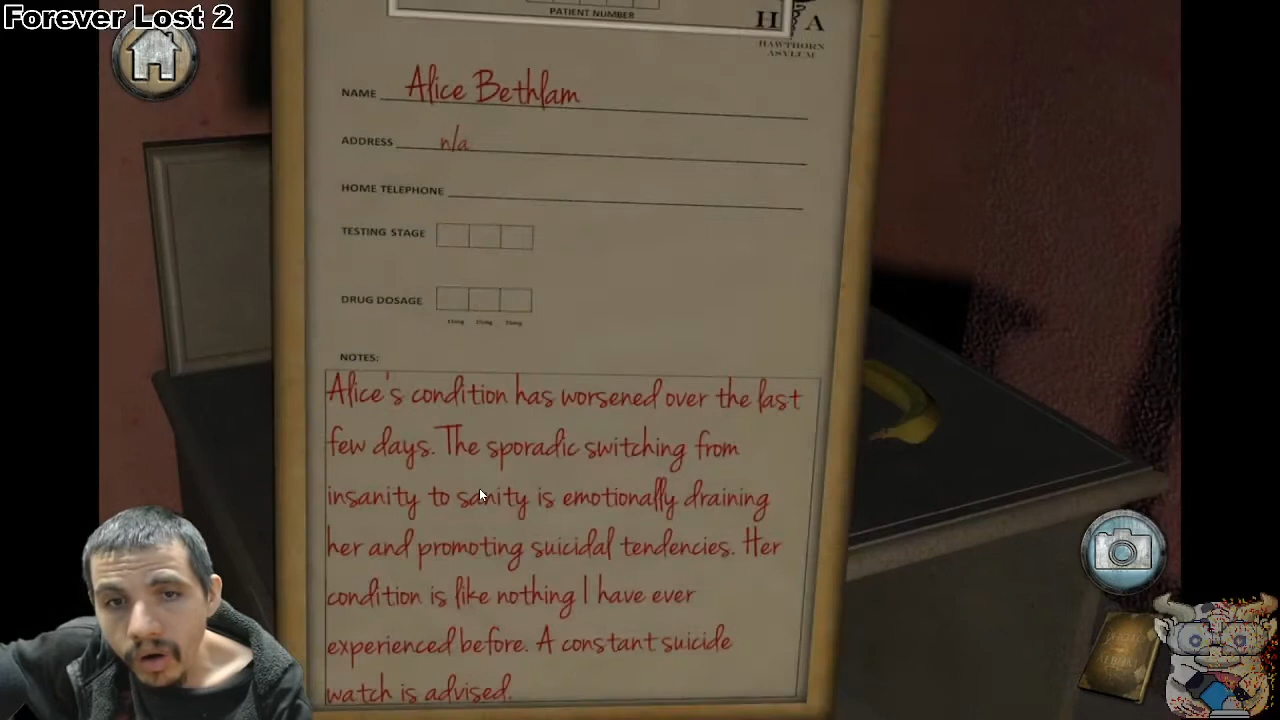 Forever Lost 2
PATIENT NUMBER
H A
HAWTHORN
ASYLUM
NAME Alice Bethlam
ADDRESS n/a
HOME TELEPHONE
TESTING STAGE
DRUG DOSAGE
NOTES:
Alice's condition has worsened over the last
few days. The sporadic switching from
insanity to sanity is emotionally draining
her and promoting suicidal tendencies. Her
condition is like nothing I have ever
experienced before. A constant suicide
watch is advised.